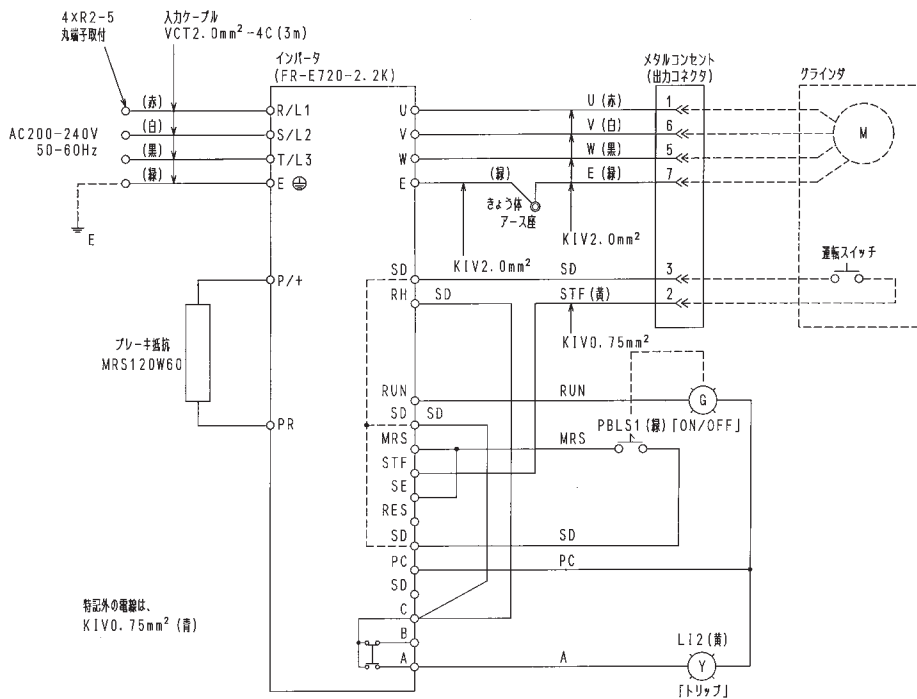 4×R2-5
丸端子取付
入力ケーブル
VCT2.0mm²-4C(3m)
インバータ
(FR-E720-2.2K)
メタルコンセント
(出力コネクタ)
グラインダ
AC200-240V
50-60Hz
(赤)
(白)
(黒)
(緑)
R/L1
S/L2
T/L3
E
E
U
V
W
E
(緑)
きょう体
アース座
KIV2.0mm²
KIV2.0mm²
U(赤)
V(白)
W(黒)
E(緑)
1
6
5
7
M
運転スイッチ
P/+
ブレーキ抵抗
MRS120W60
PR
SD
SD
3
RH
SD
STF(黄)
2
KIV0.75mm²
RUN
RUN
G
SD
SD
PBLS1(緑)「ON/OFF」
MRS
MRS
STF
SE
RES
SD
SD
PC
PC
SD
C
B
A
A
LI2(黄)
Y
「トリップ」
特記外の電線は、
KIV0.75mm²(青)